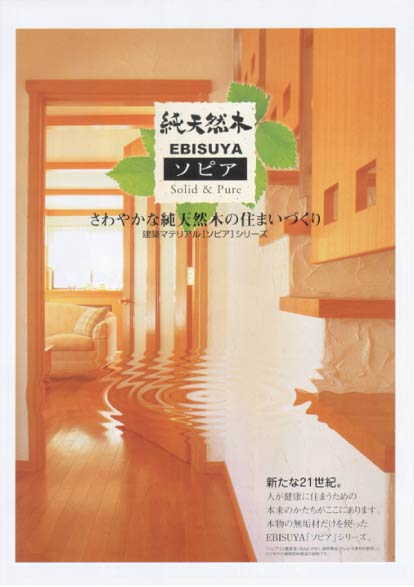 純天然木
EBISUYA
ソピア
Solid & Pure
さわやかな純天然木の住まいづくり
建築マテリアル[ソピア]シリーズ
新たな21世紀。
人が健康に住まうための
本来のかたちがここにあります。
本物の無垢材だけを使った
EBISUYA「ソピア」シリーズ。